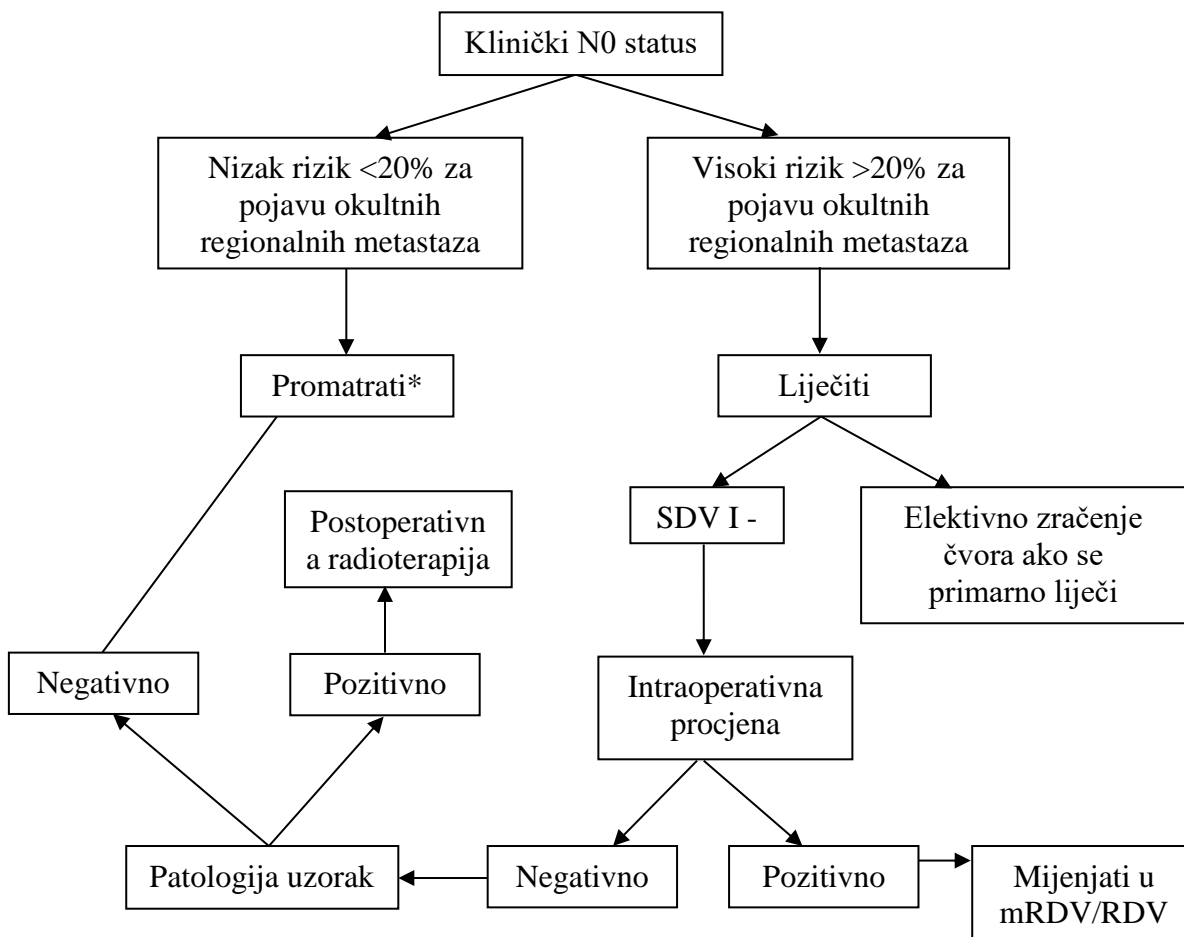 Klinički N0 status
Nizak rizik <20% za
pojavu okultnih
regionalnih metastaza
Visoki rizik >20% za
pojavu okultnih
regionalnih metastaza
Promatrati*
Liječiti
Postoperativn
a radioterapija
SDV I -
Elektivno zračenje
čvora ako se
primarno liječi
Negativno
Pozitivno
Intraoperativna
procjena
Patologija uzorak
Negativno
Pozitivno
Mijenjati u
mRDV/RDV